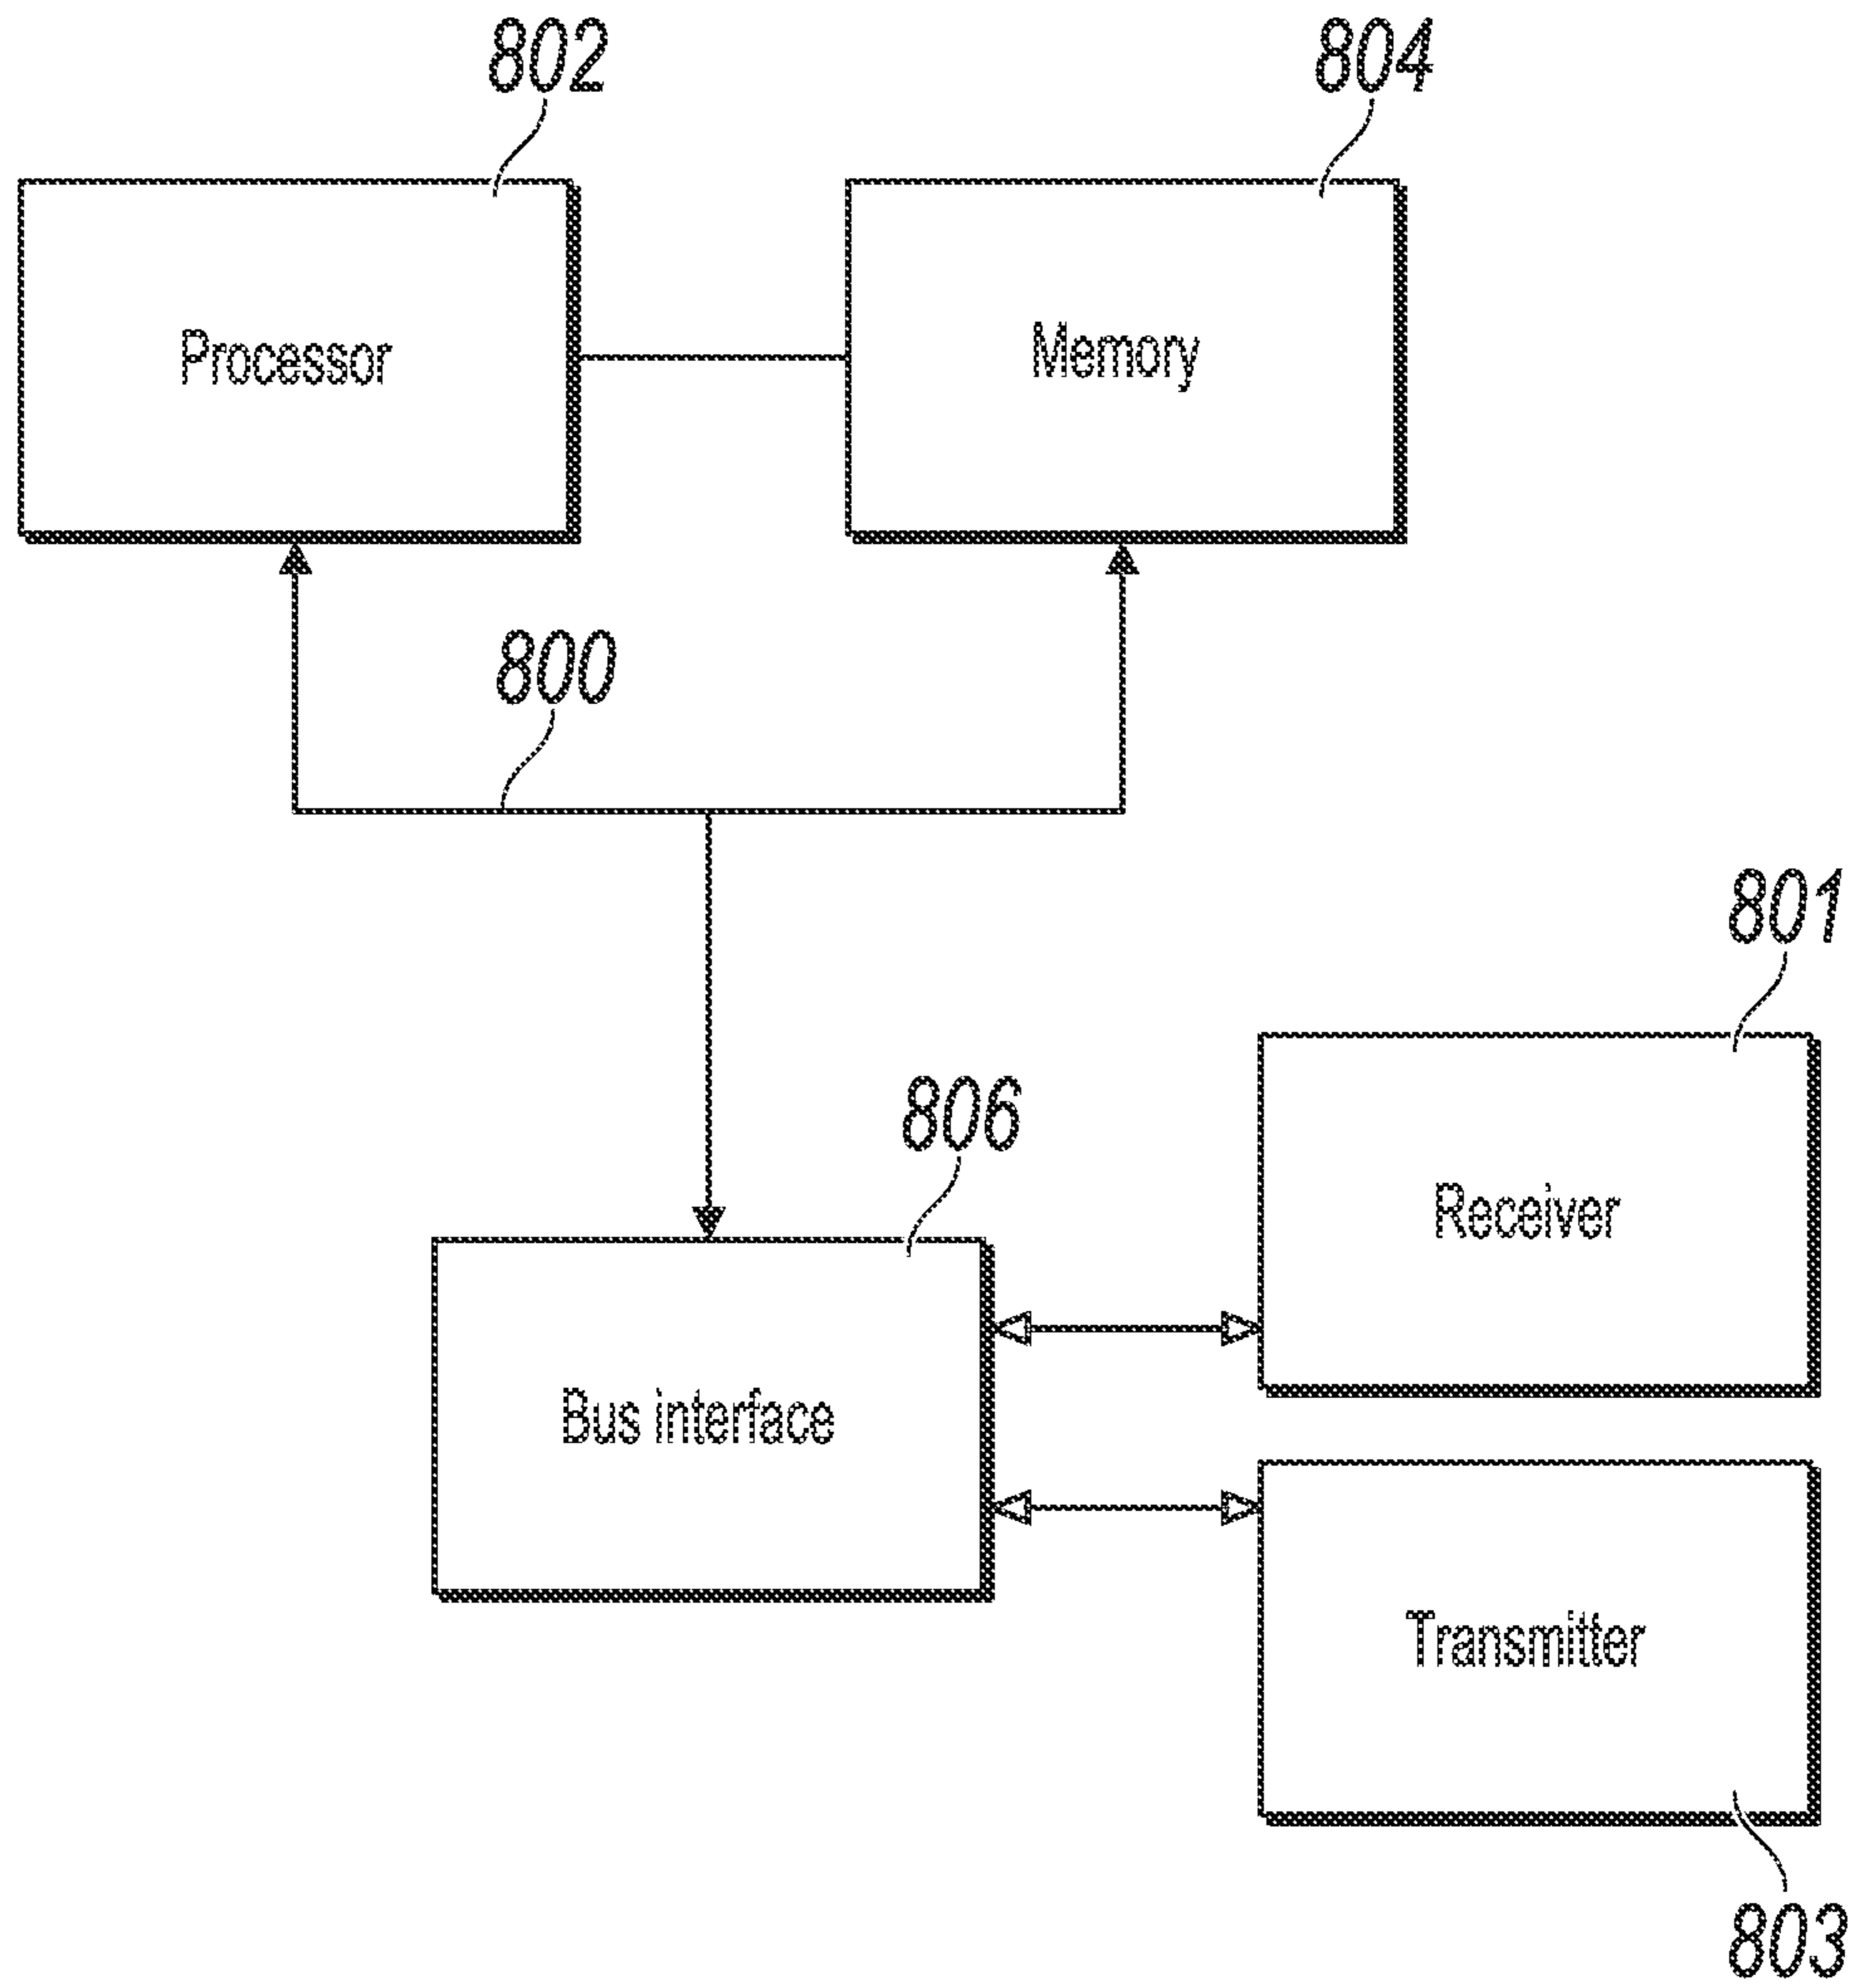 802
804
Processor
Memory
800
801
806
Receiver
Bus interface
Transmitter
803